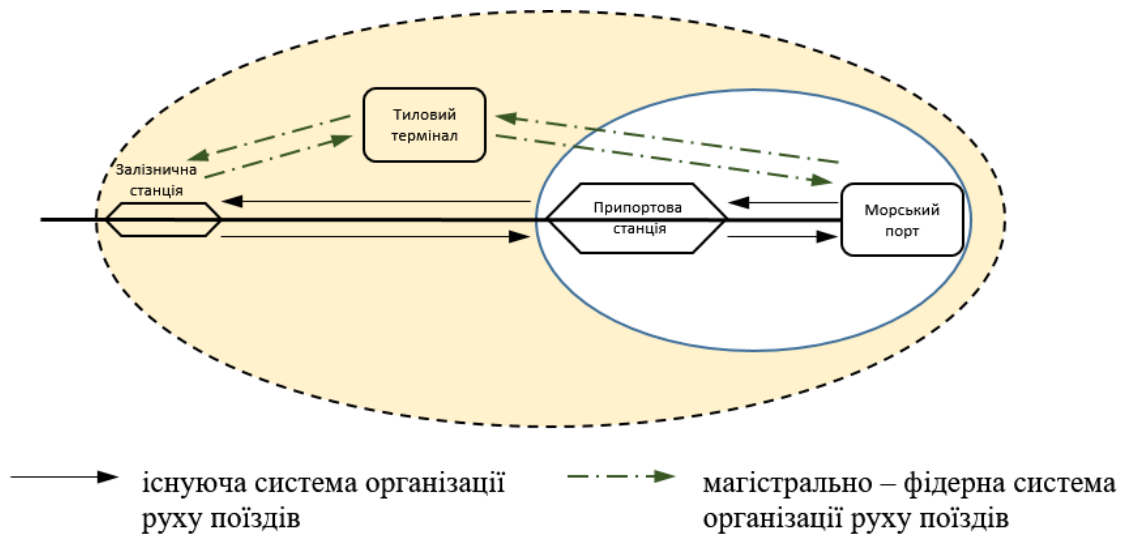 Тиловий
термінал
Залізнична
станція
Припортова
станція
Морський
порт
існуюча система організації
руху поїздів
магістрально – фідерна система
організації руху поїздів